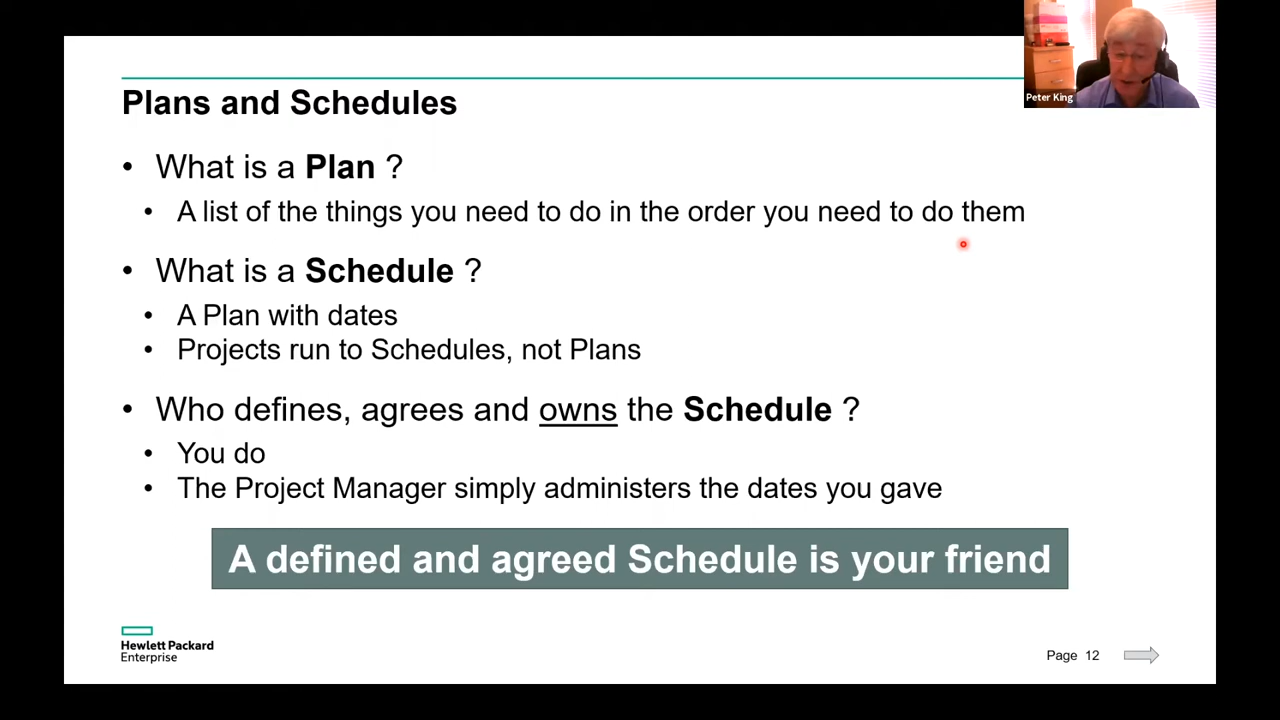 Peter King
Plans and Schedules
• What is a Plan ?
• A list of the things you need to do in the order you need to do them
• What is a Schedule ?
• A Plan with dates
• Projects run to Schedules, not Plans
• Who defines, agrees and owns the Schedule ?
• You do
• The Project Manager simply administers the dates you gave
A defined and agreed Schedule is your friend
Hewlett Packard
Enterprise
Page 12